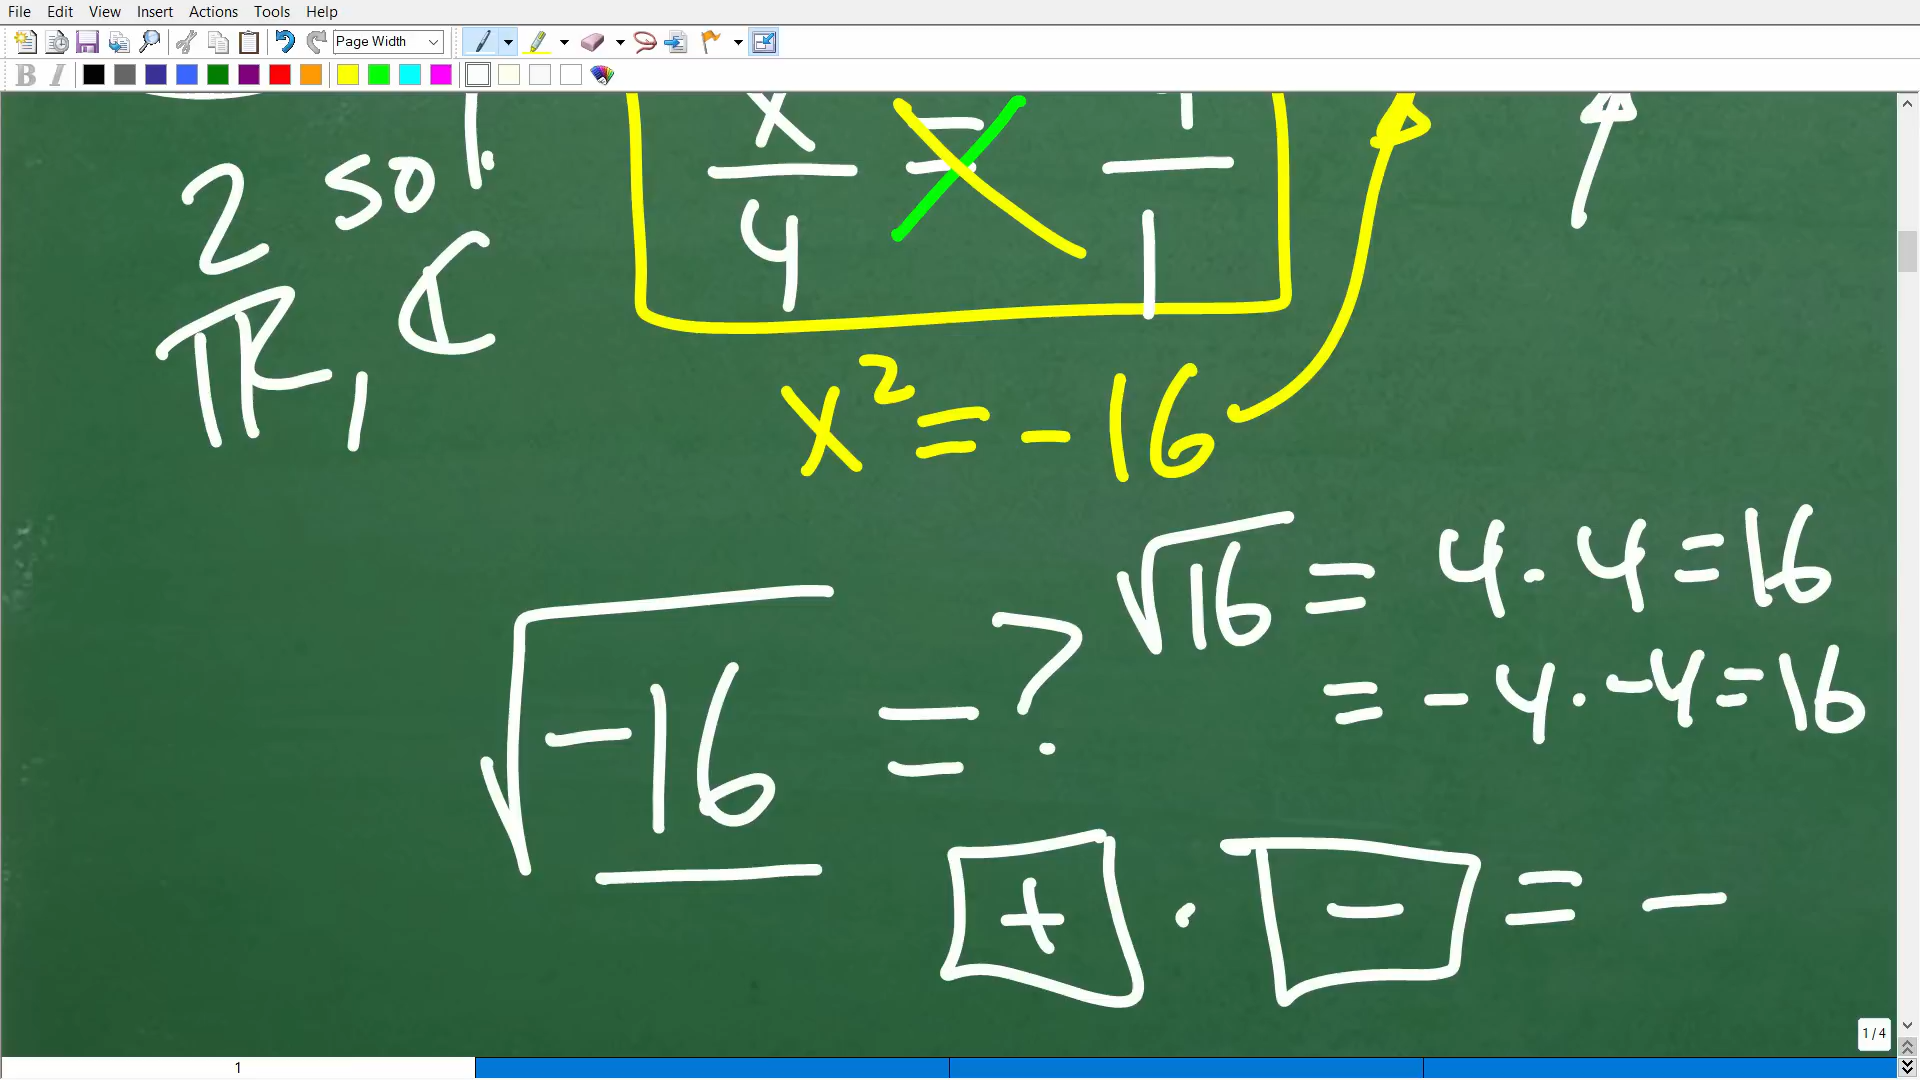 File Edit View Insert Actions Tools Help
Page Width
B I
2 sol.
ℝ, ℂ
x/4 =
1
x² = -16
√16 = 4 · 4 = 16
= -4 · -4 = 16
√-16 = ?
+ · - = -
1 / 4
1